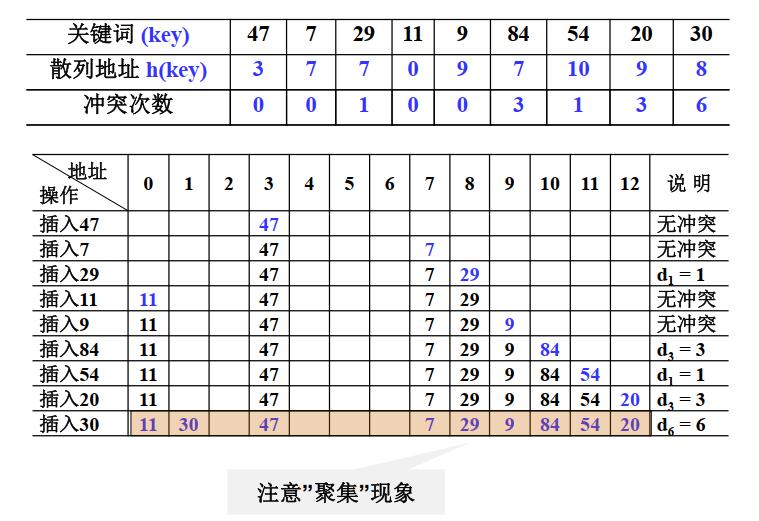 关键词 (key) 47 7 29 11 9 84 54 20 30
散列地址 h(key) 3 7 7 0 9 7 10 9 8
冲突次数 0 0 1 0 0 3 1 3 6
地址
操作
0 1 2 3 4 5 6 7 8 9 10 11 12 说 明
插入47 47 无冲突
插入7 47 7 无冲突
插入29 47 7 29 d1 = 1
插入11 11 47 7 29 无冲突
插入9 11 47 7 29 9 无冲突
插入84 11 47 7 29 9 84 d3 = 3
插入54 11 47 7 29 9 84 54 d1 = 1
插入20 11 47 7 29 9 84 54 20 d3 = 3
插入30 11 30 47 7 29 9 84 54 20 d6 = 6
注意”聚集”现象